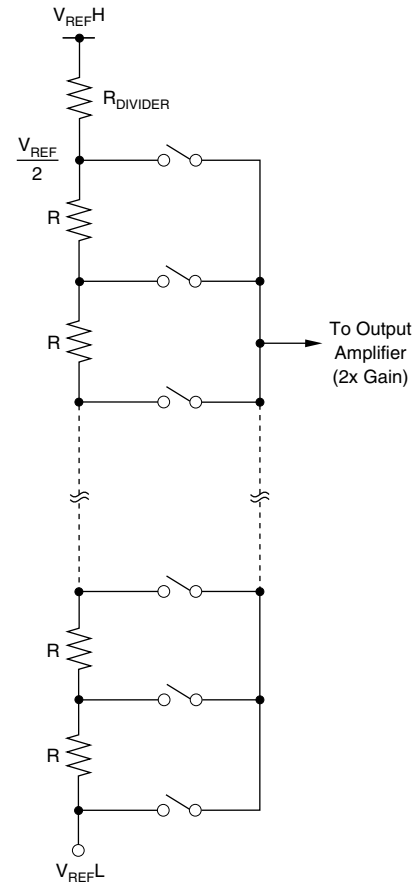 VREFH
RDIVIDER
VREF
2
R
R
To Output
Amplifier
(2x Gain)
R
R
VREFL